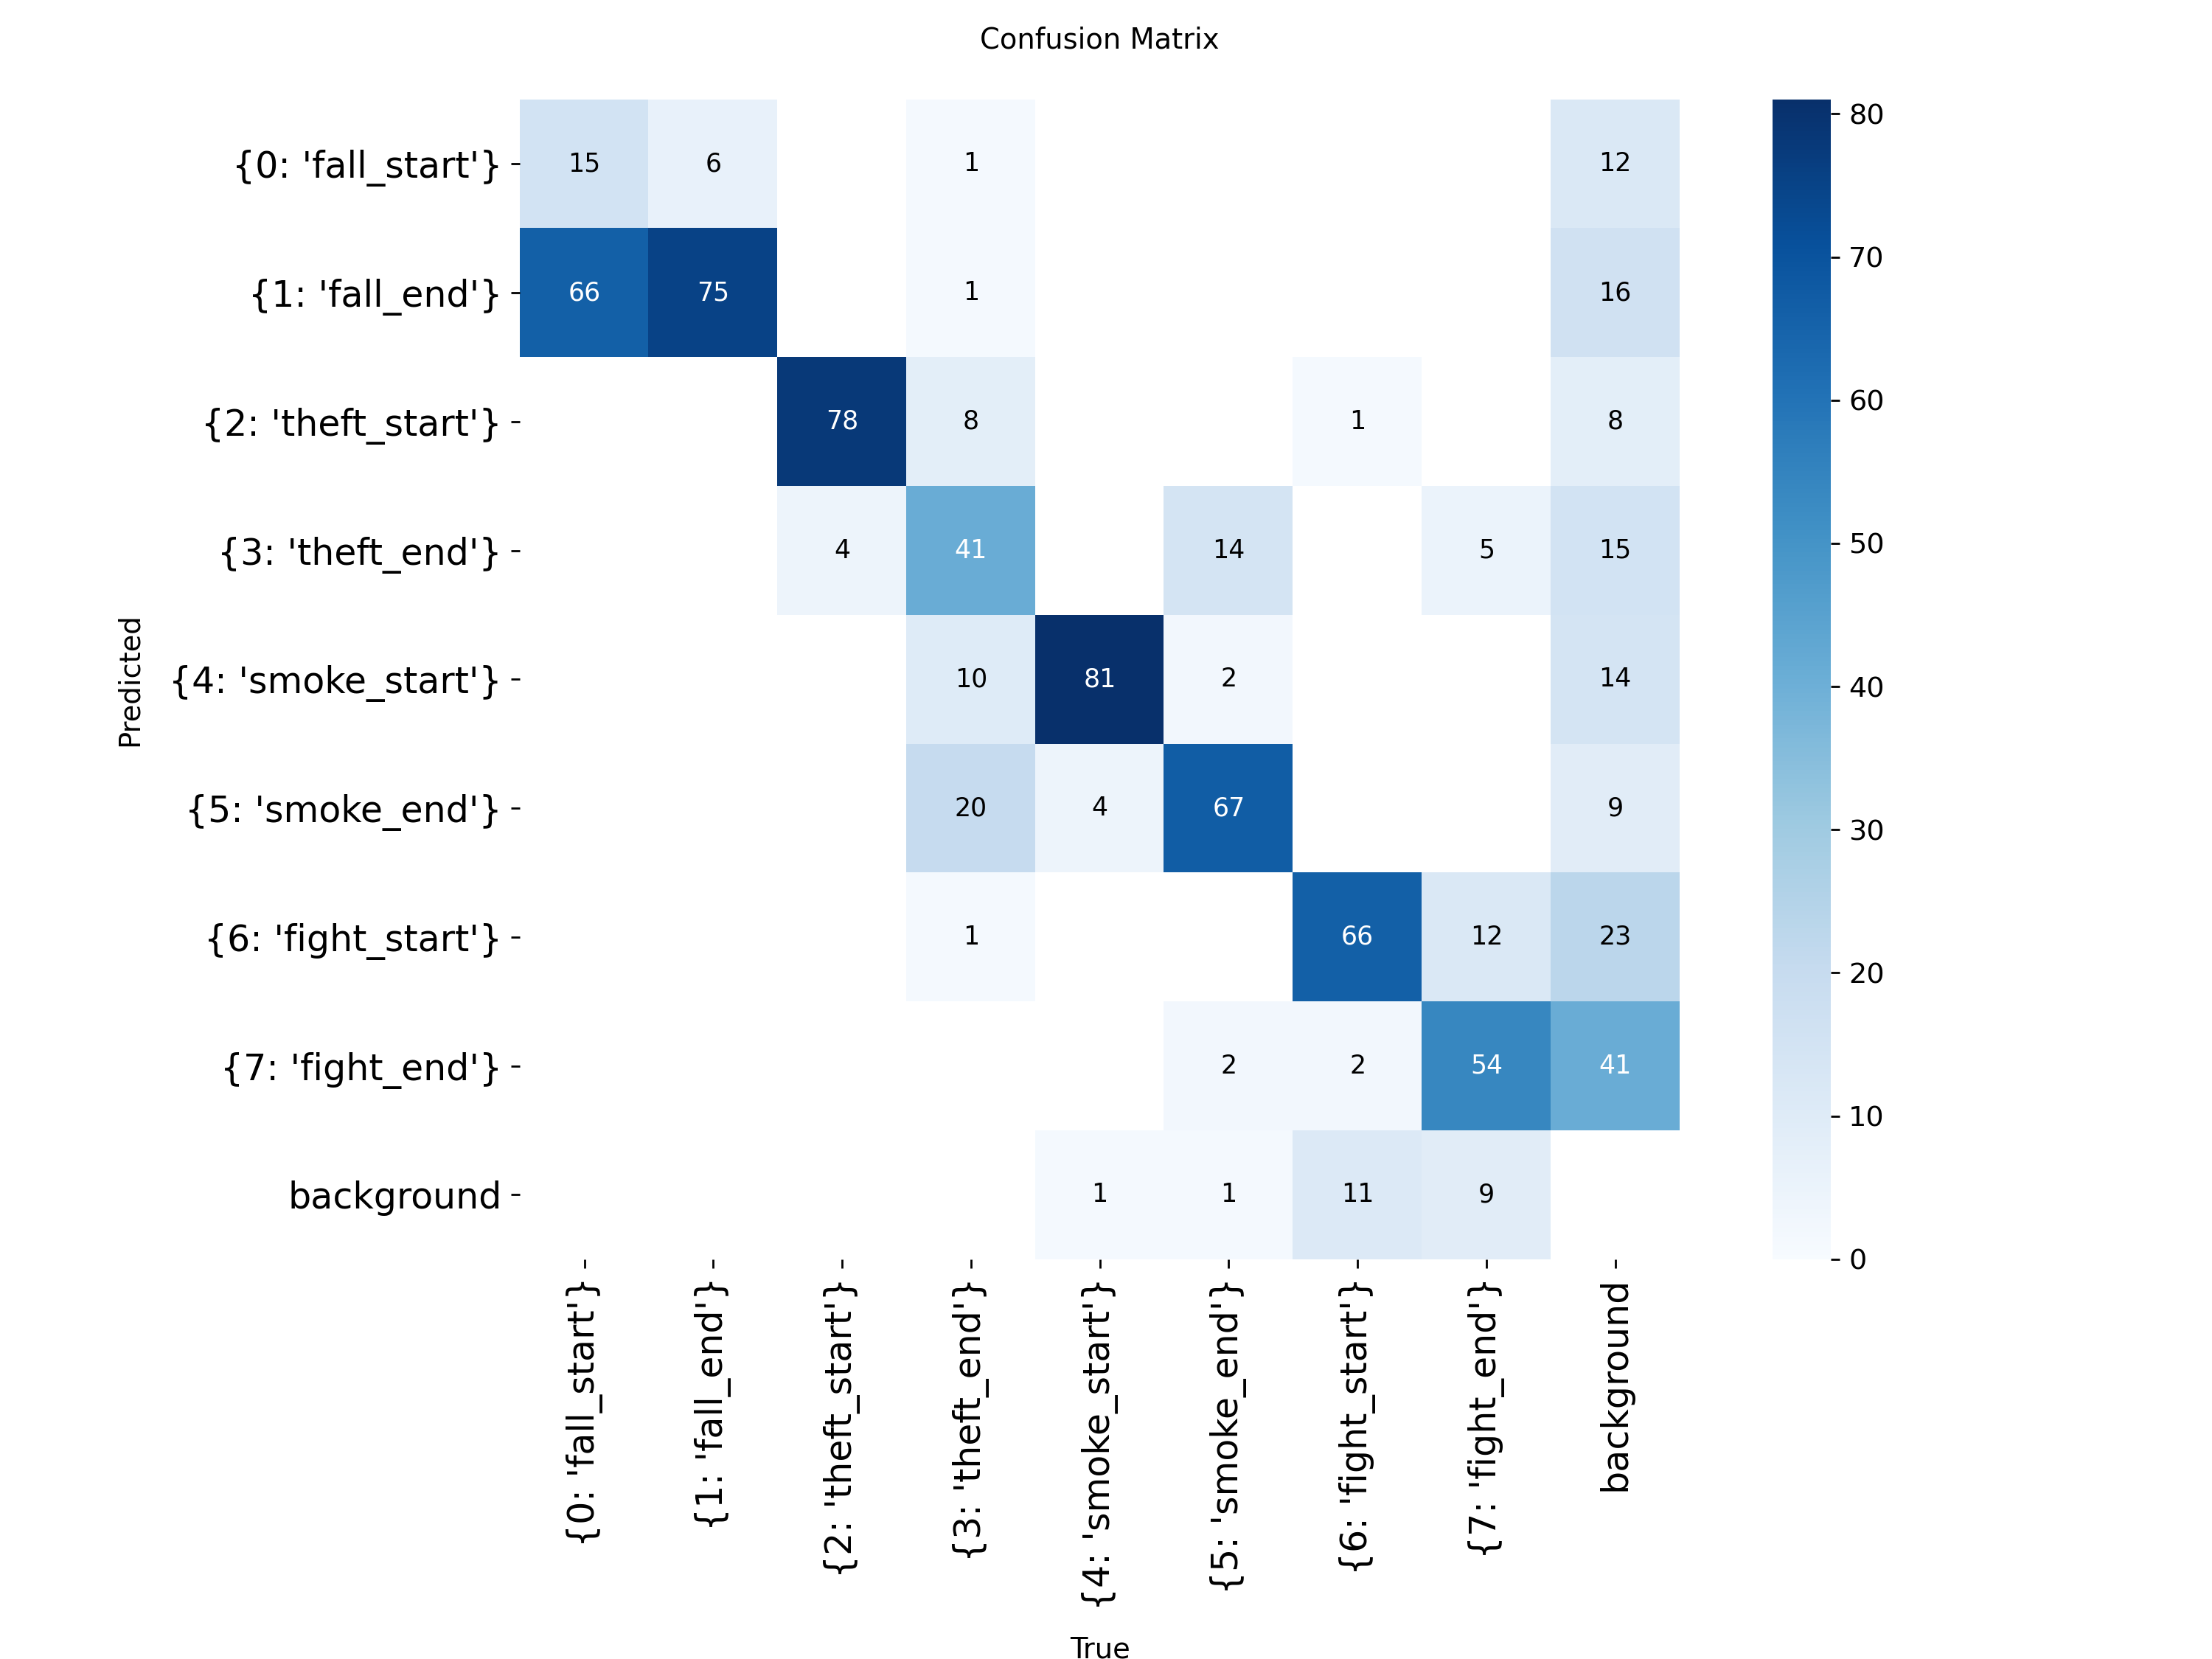 Confusion Matrix
{0: 'fall_start'} 15 6 1 12
{1: 'fall_end'} 66 75 1 16
{2: 'theft_start'} 78 8 1 8
{3: 'theft_end'} 4 41 14 5 15
{4: 'smoke_start'} 10 81 2 14
{5: 'smoke_end'} 20 4 67 9
{6: 'fight_start'} 1 66 12 23
{7: 'fight_end'} 2 2 54 41
background 1 1 11 9
Predicted
{0: 'fall_start'}
{1: 'fall_end'}
{2: 'theft_start'}
{3: 'theft_end'}
{4: 'smoke_start'}
{5: 'smoke_end'}
{6: 'fight_start'}
{7: 'fight_end'}
background
True
80
70
60
50
40
30
20
10
0